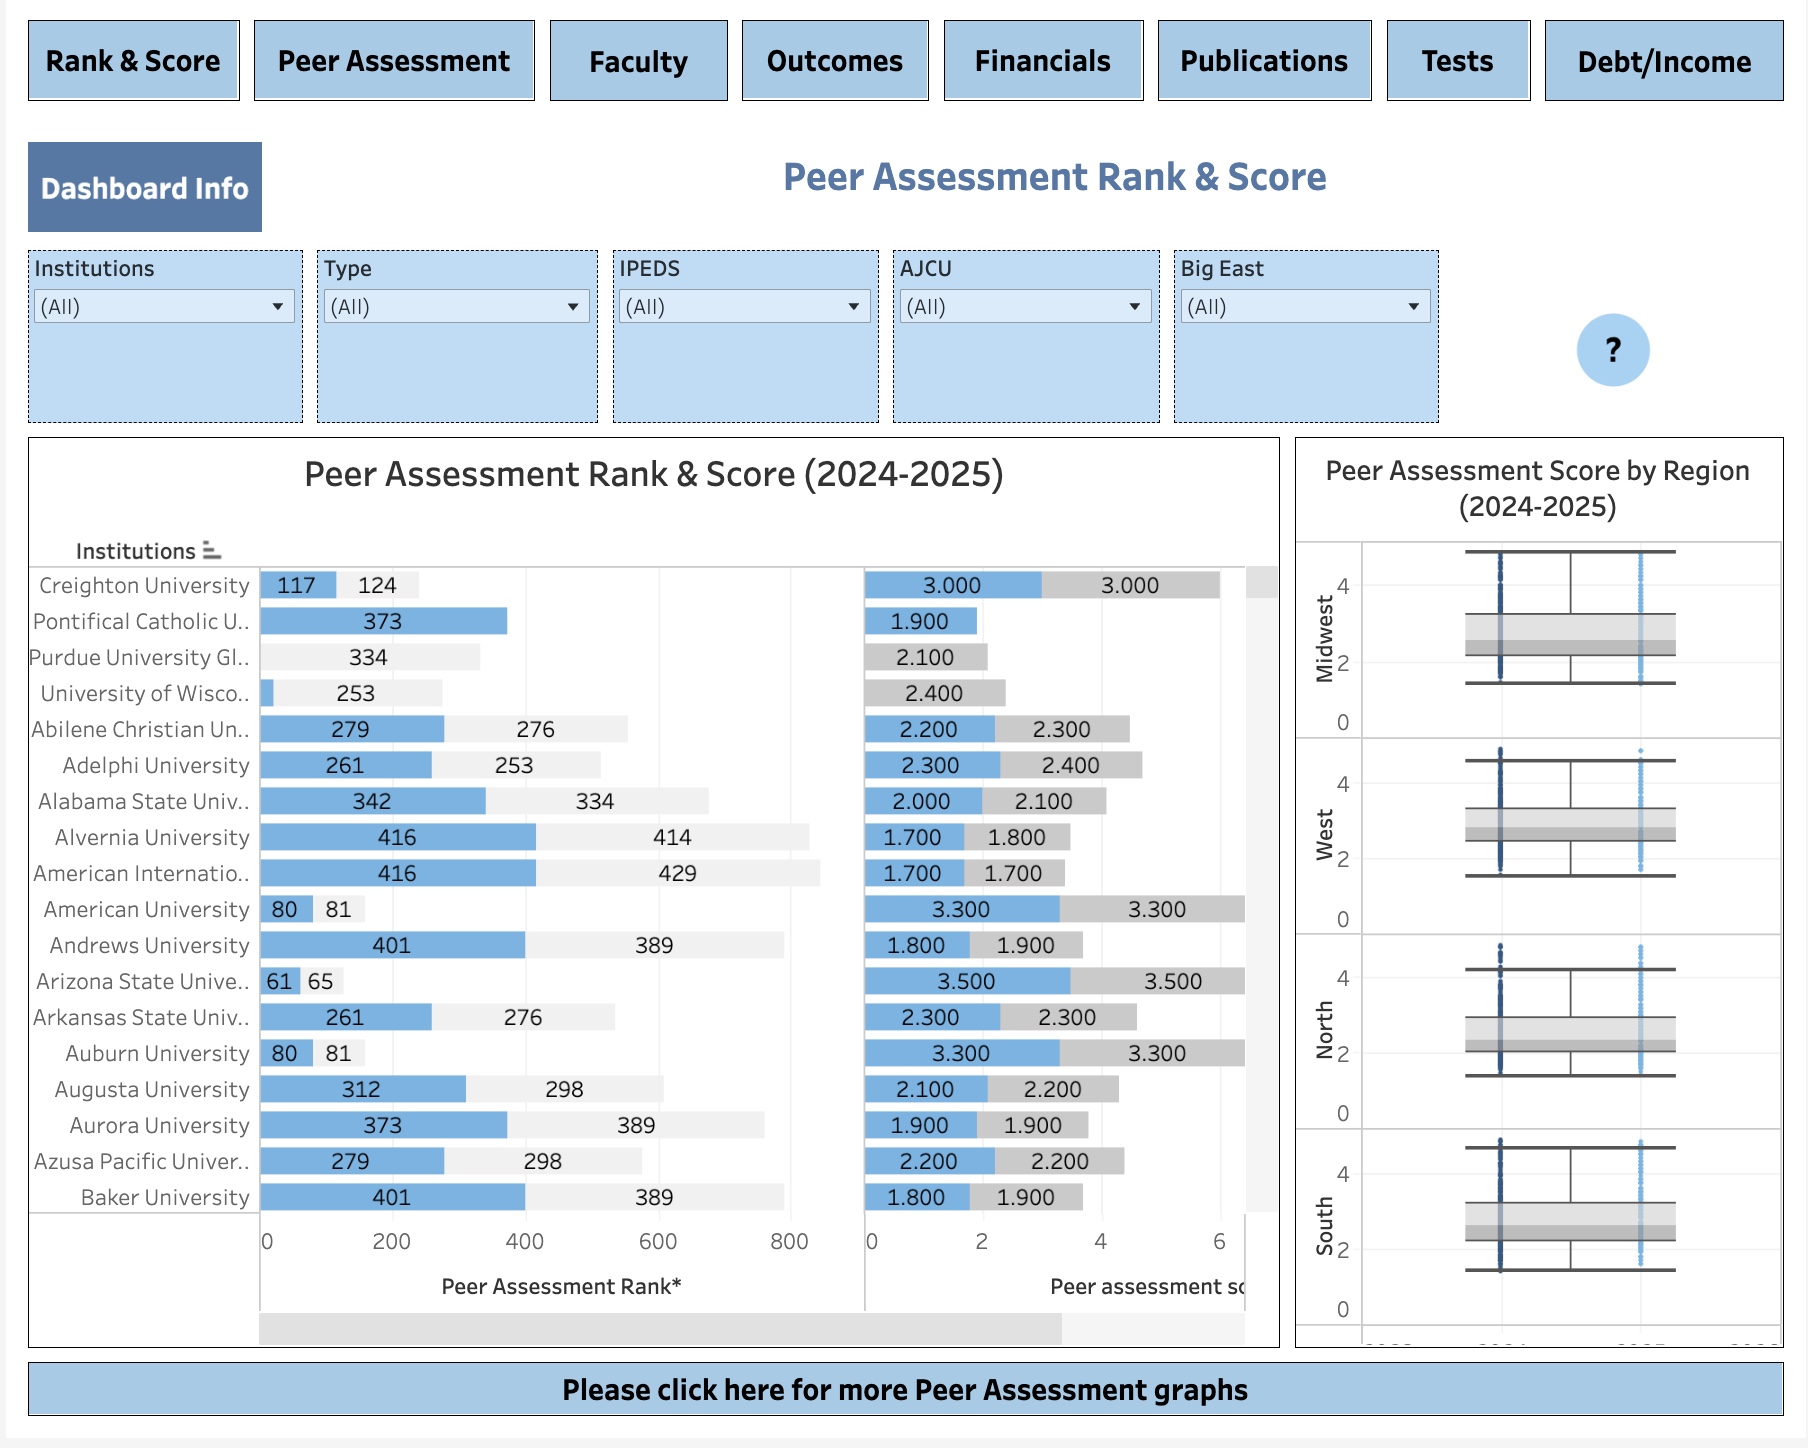 Rank & Score
Peer Assessment
Faculty
Outcomes
Financials
Publications
Tests
Debt/Income
Dashboard Info
Peer Assessment Rank & Score
Institutions
Type
IPEDS
AJCU
Big East
(All)
(All)
(All)
(All)
(All)
?
Peer Assessment Rank & Score (2024-2025)
Institutions
Creighton University 117 124 3.000 3.000
Pontifical Catholic U.. 373 1.900
Purdue University Gl.. 334 2.100
University of Wisco.. 253 2.400
Abilene Christian Un.. 279 276 2.200 2.300
Adelphi University 261 253 2.300 2.400
Alabama State Univ.. 342 334 2.000 2.100
Alvernia University 416 414 1.700 1.800
American Internatio.. 416 429 1.700 1.700
American University 80 81 3.300 3.300
Andrews University 401 389 1.800 1.900
Arizona State Unive.. 61 65 3.500 3.500
Arkansas State Univ.. 261 276 2.300 2.300
Auburn University 80 81 3.300 3.300
Augusta University 312 298 2.100 2.200
Aurora University 373 389 1.900 1.900
Azusa Pacific Univer.. 279 298 2.200 2.200
Baker University 401 389 1.800 1.900
0 200 400 600 800 0 2 4 6
Peer Assessment Rank*
Peer assessment sc
Peer Assessment Score by Region
(2024-2025)
Midwest
4
2
0
West
4
2
0
North
4
2
0
South
4
2
0
Please click here for more Peer Assessment graphs